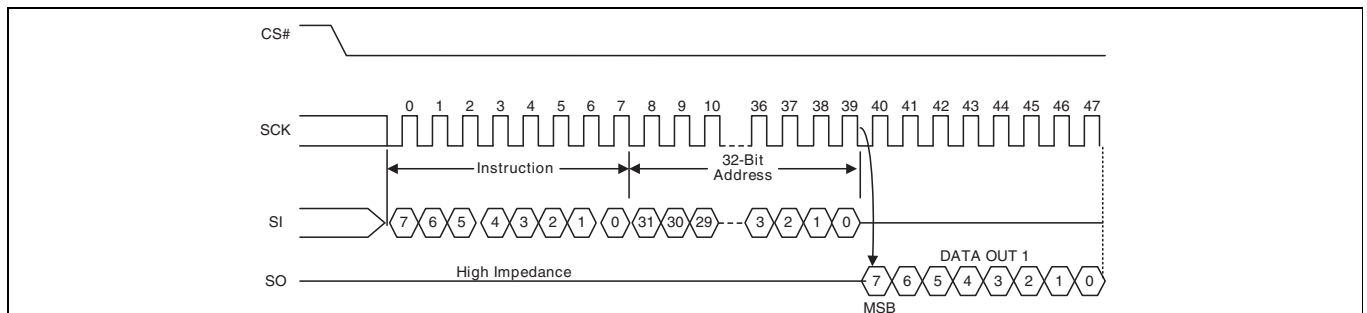 CS#
0 1 2 3 4 5 6 7 8 9 10 36 37 38 39 40 41 42 43 44 45 46 47
SCK
Instruction
32-Bit
Address
SI
7 6 5 4 3 2 1 0 31 30 29 3 2 1 0
DATA OUT 1
SO
High Impedance
7 6 5 4 3 2 1 0
MSB